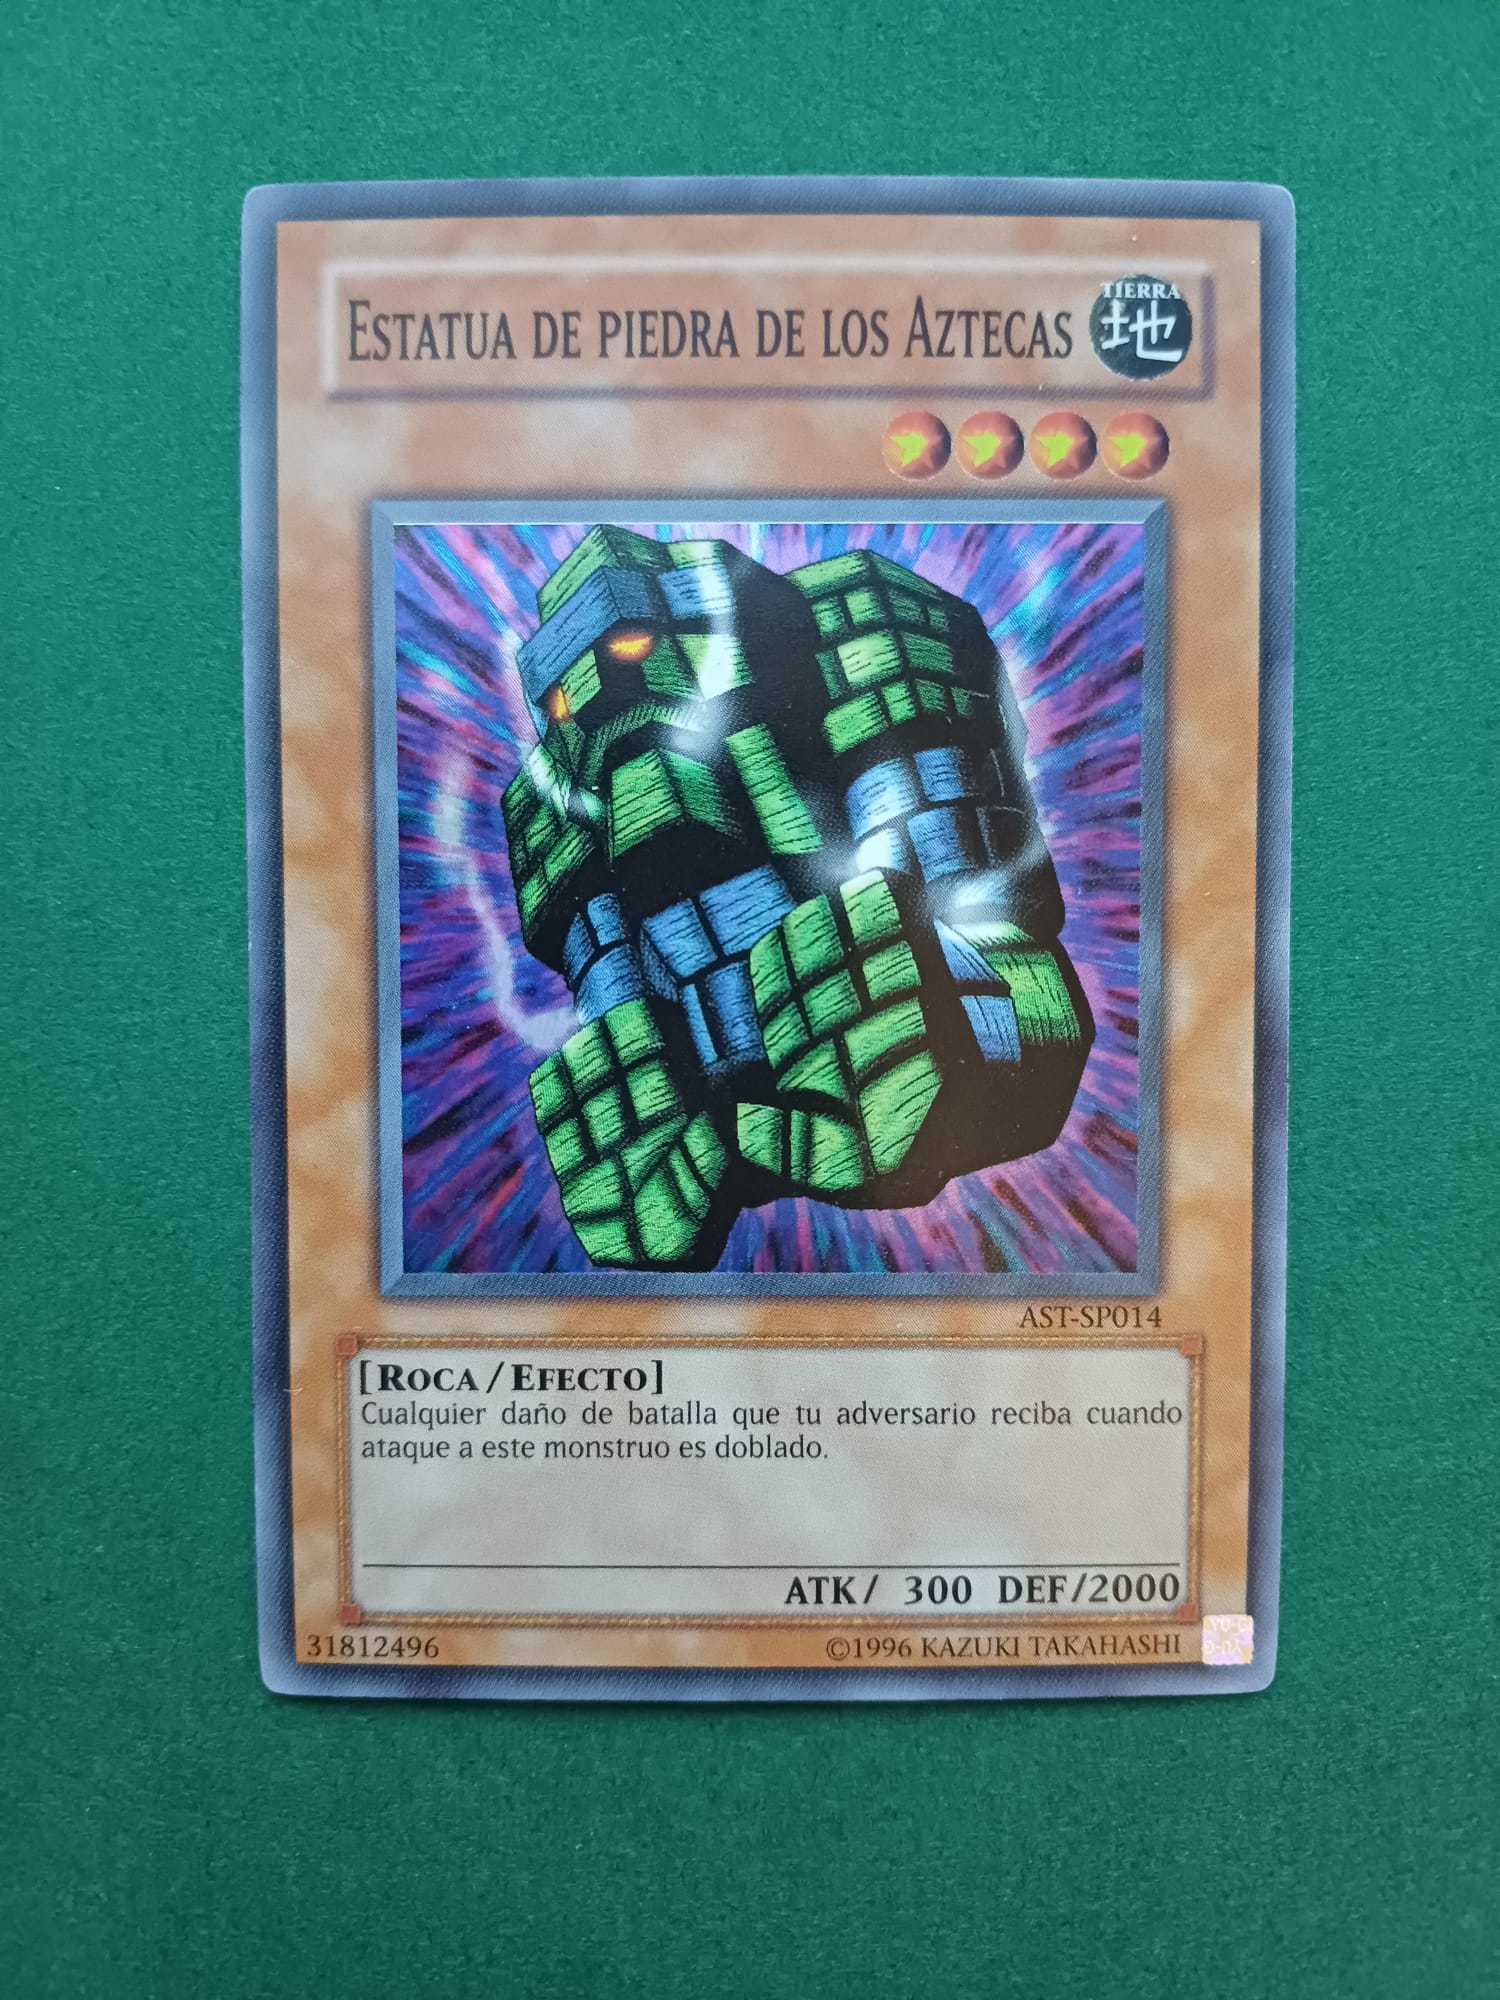 ESTATUA DE PIEDRA DE LOS AZTECAS
TIERRA
地
AST-SP014
[ROCA/EFECTO]
Cualquier daño de batalla que tu adversario reciba cuando
ataque a este monstruo es doblado.
ATK/ 300 DEF/2000
31812496 ©1996 KAZUKI TAKAHASHI